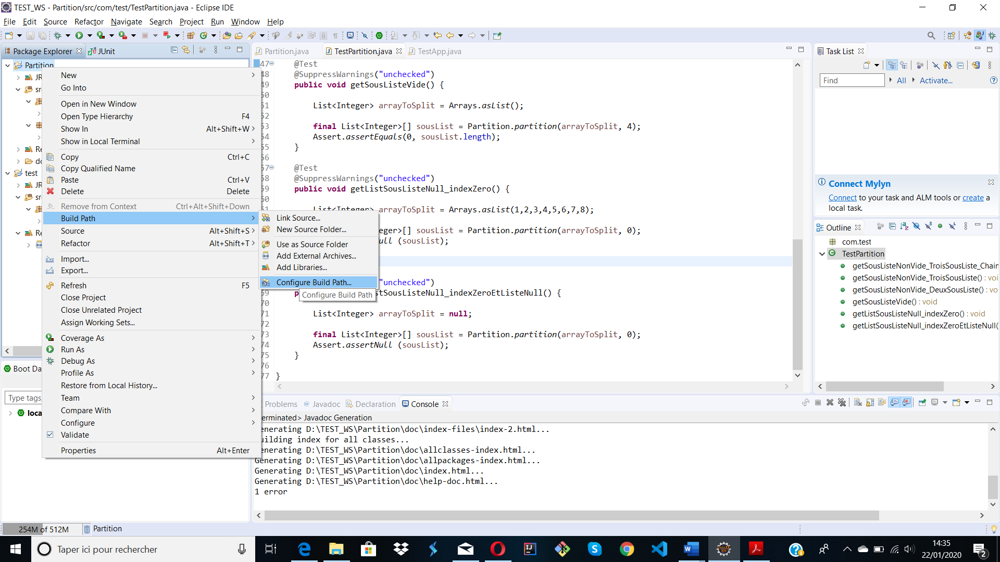 TEST_WS - Partition/src/com/test/TestPartition.java - Eclipse IDE
File Edit Source Refactor Navigate Search Project Run Window Help
Package Explorer
JUnit
Partition
test
New
Go Into
Open in New Window
Open Type Hierarchy F4
Show In Alt+Shift+W
Show in Local Terminal
Copy Ctrl+C
Copy Qualified Name
Paste Ctrl+V
Delete Delete
Remove from Context Ctrl+Alt+Shift+Down
Build Path
Source Alt+Shift+S
Refactor Alt+Shift+T
Import...
Export...
Refresh F5
Close Project
Close Unrelated Project
Assign Working Sets...
Coverage As
Run As
Debug As
Profile As
Restore from Local History...
Team
Compare With
Configure
Validate
Properties Alt+Enter
Link Source...
New Source Folder...
Use as Source Folder
Add External Archives...
Add Libraries...
Configure Build Path...
Configure Build Path
Boot Da
Type tags,
loca
Partition.java TestPartition.java TestApp.java
47 @Test
48 @SuppressWarnings("unchecked")
49 public void getSousListeVide() {
50
51 List<Integer> arrayToSplit = Arrays.asList();
52
53 final List<Integer>[] sousList = Partition.partition(arrayToSplit, 4);
54 Assert.assertEquals(0, sousList.length);
55 }
56
57 @Test
58 @SuppressWarnings("unchecked")
59 public void getListSousListeNull_indexZero() {
60
List<Integer> arrayToSplit = Arrays.asList(1,2,3,4,5,6,7,8);
eger>[] sousList = Partition.partition(arrayToSplit, 0);
ull (sousList);
"unchecked")
69 p SousListeNull_indexZeroEtListeNull() {
70
71 List<Integer> arrayToSplit = null;
72
73 final List<Integer>[] sousList = Partition.partition(arrayToSplit, 0);
74 Assert.assertNull (sousList);
75 }
76
77 }
Problems @ Javadoc Declaration Console
erminated> Javadoc Generation
enerating D:\TEST_WS\Partition\doc\index-files\index-2.html...
uilding index for all classes...
enerating D:\TEST_WS\Partition\doc\allclasses-index.html...
Generating D:\TEST_WS\Partition\doc\allpackages-index.html...
Generating D:\TEST_WS\Partition\doc\index.html...
Generating D:\TEST_WS\Partition\doc\help-doc.html...
1 error
Task List
Find All Activate...
Connect Mylyn
Connect to your task and ALM tools or create a
local task.
Outline
com.test
TestPartition
getSousListeNonVide_TroisSousListe_Chain
getSousListeNonVide_TroisSousListe() : voi
getSousListeNonVide_DeuxSousListe() : vo
getSousListeVide() : void
getListSousListeNull_indexZero() : void
getListSousListeNull_indexZeroEtListeNull(
254M of 512M
Partition
Taper ici pour rechercher
14:35
22/01/2020
2